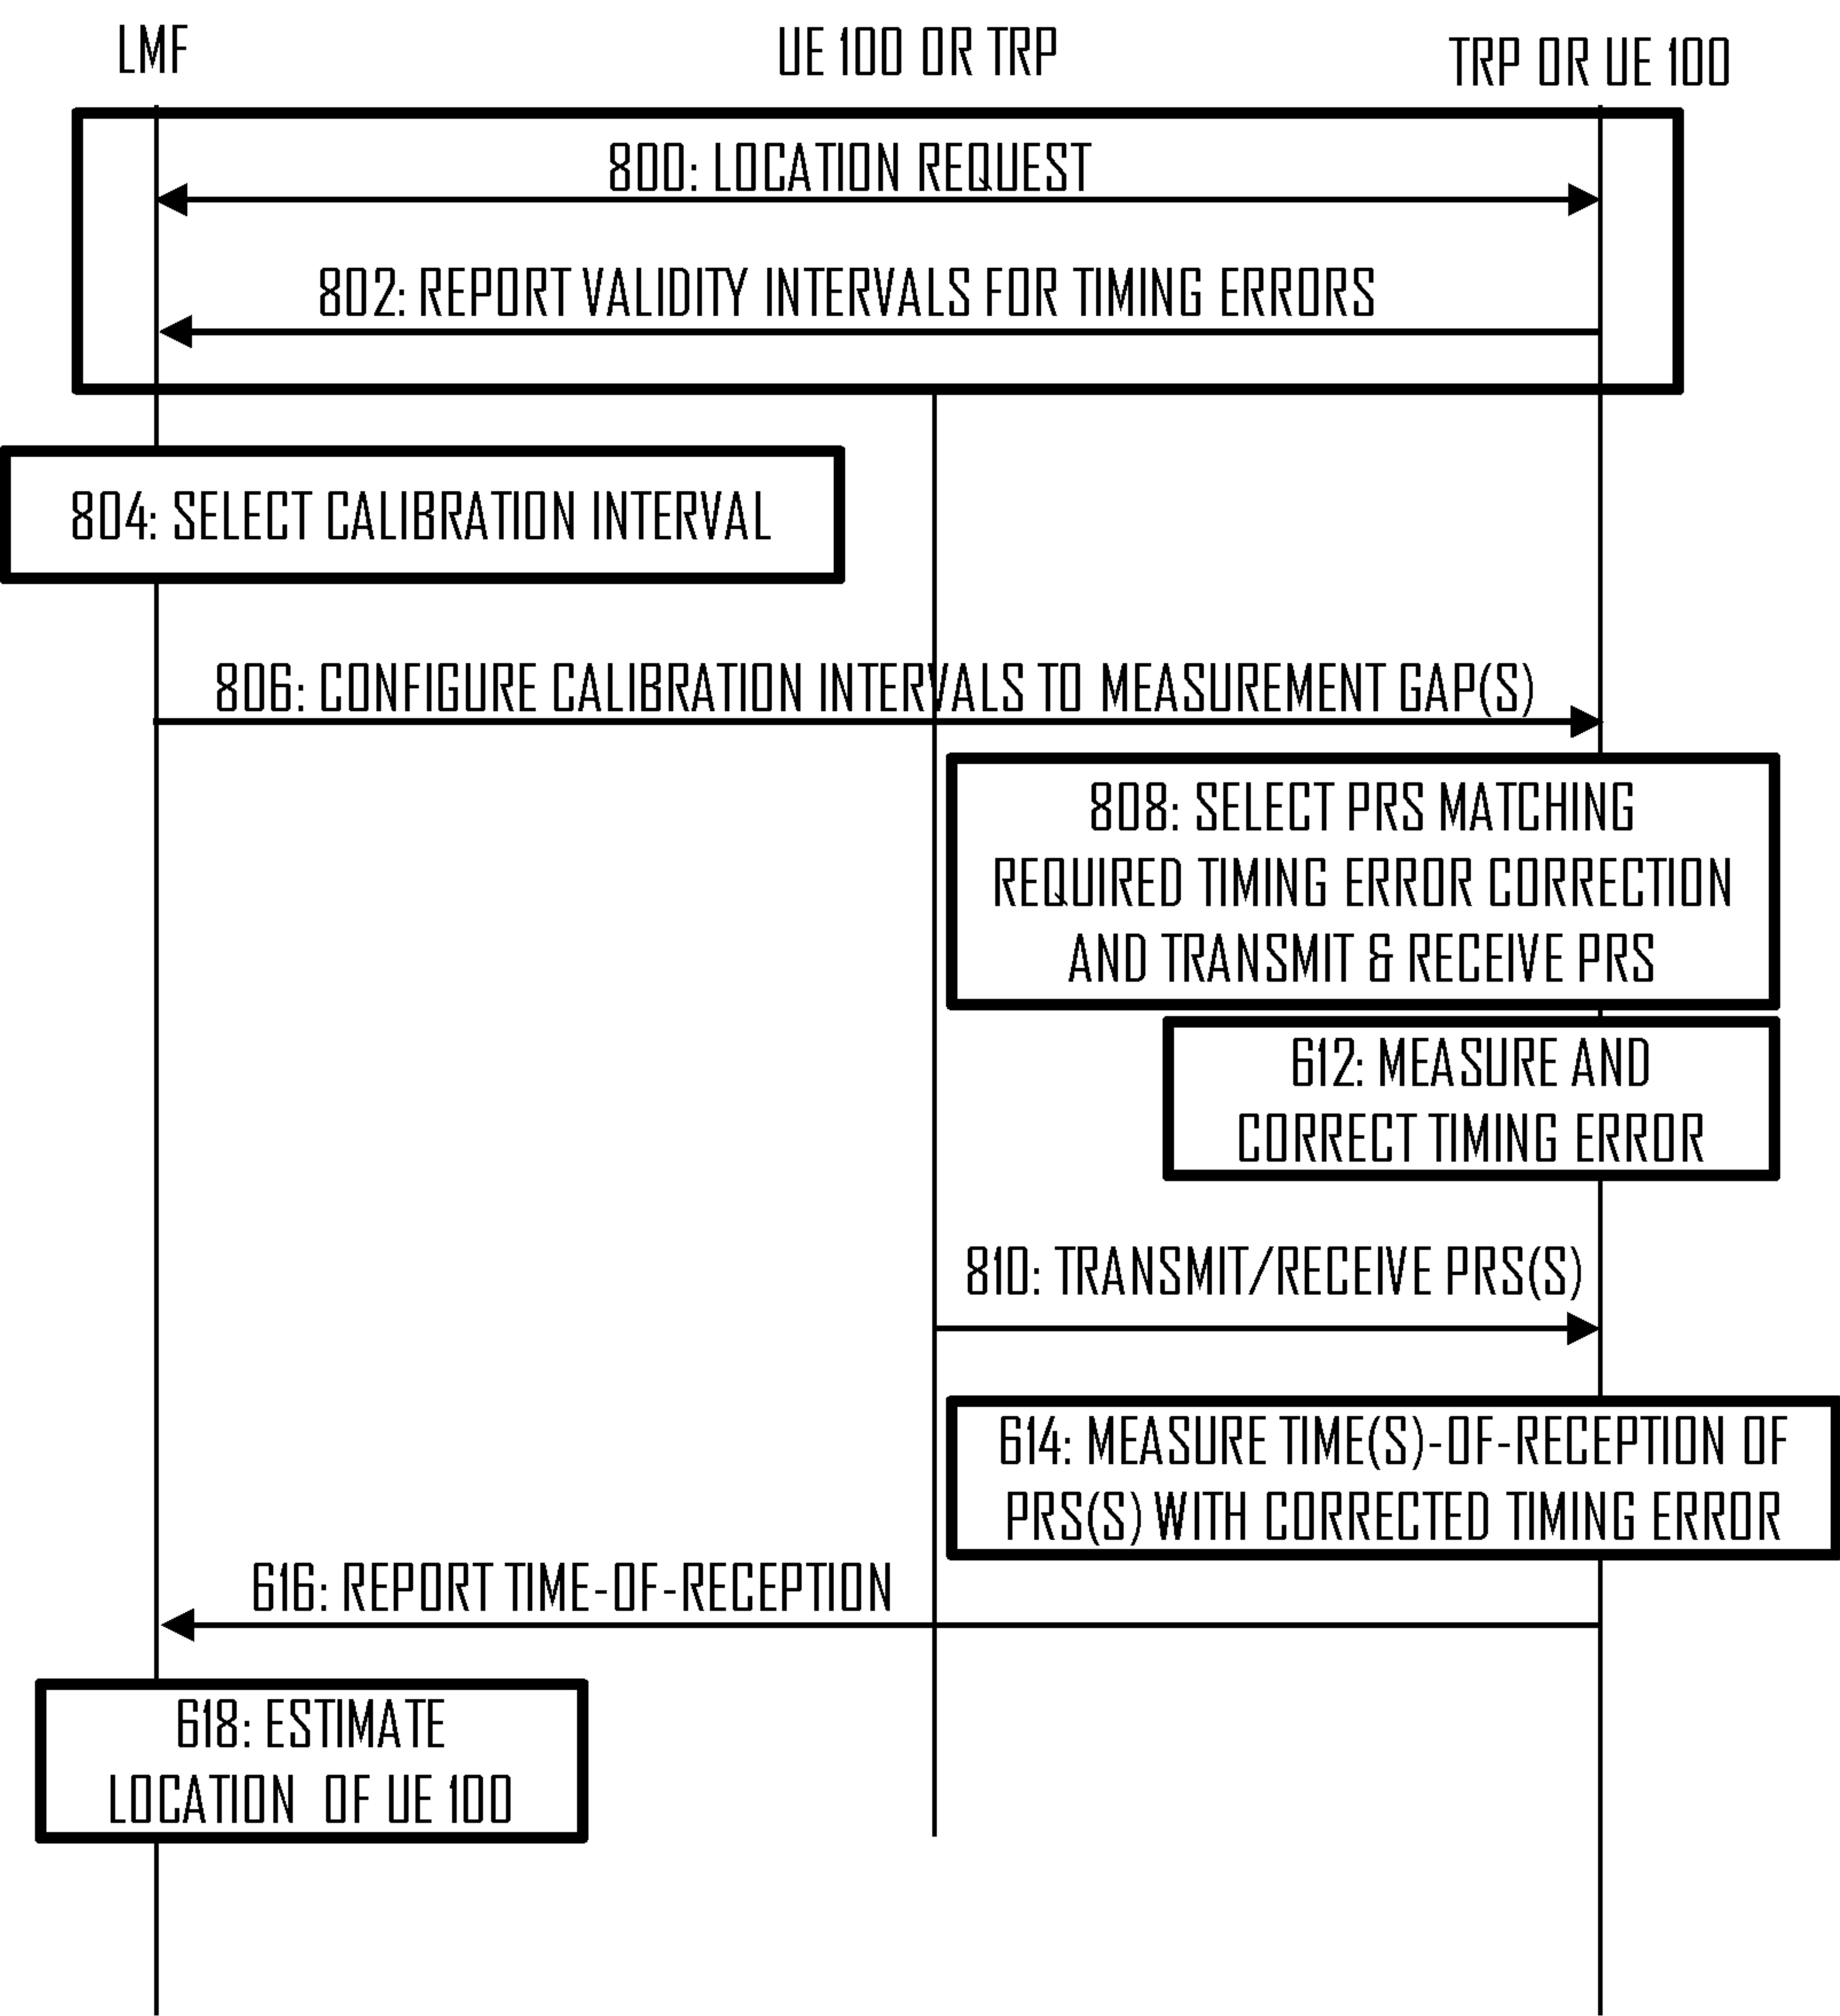 LMF
UE 100 OR TRP
TRP OR UE 100
800: LOCATION REQUEST
802: REPORT VALIDITY INTERVALS FOR TIMING ERRORS
804: SELECT CALIBRATION INTERVAL
806: CONFIGURE CALIBRATION INTERVALS TO MEASUREMENT GAP(S)
808: SELECT PRS MATCHING
REQUIRED TIMING ERROR CORRECTION
AND TRANSMIT & RECEIVE PRS
612: MEASURE AND
CORRECT TIMING ERROR
810: TRANSMIT/RECEIVE PRS(S)
614: MEASURE TIME(S)-OF-RECEPTION OF
PRS(S) WITH CORRECTED TIMING ERROR
616: REPORT TIME-OF-RECEPTION
618: ESTIMATE
LOCATION OF UE 100